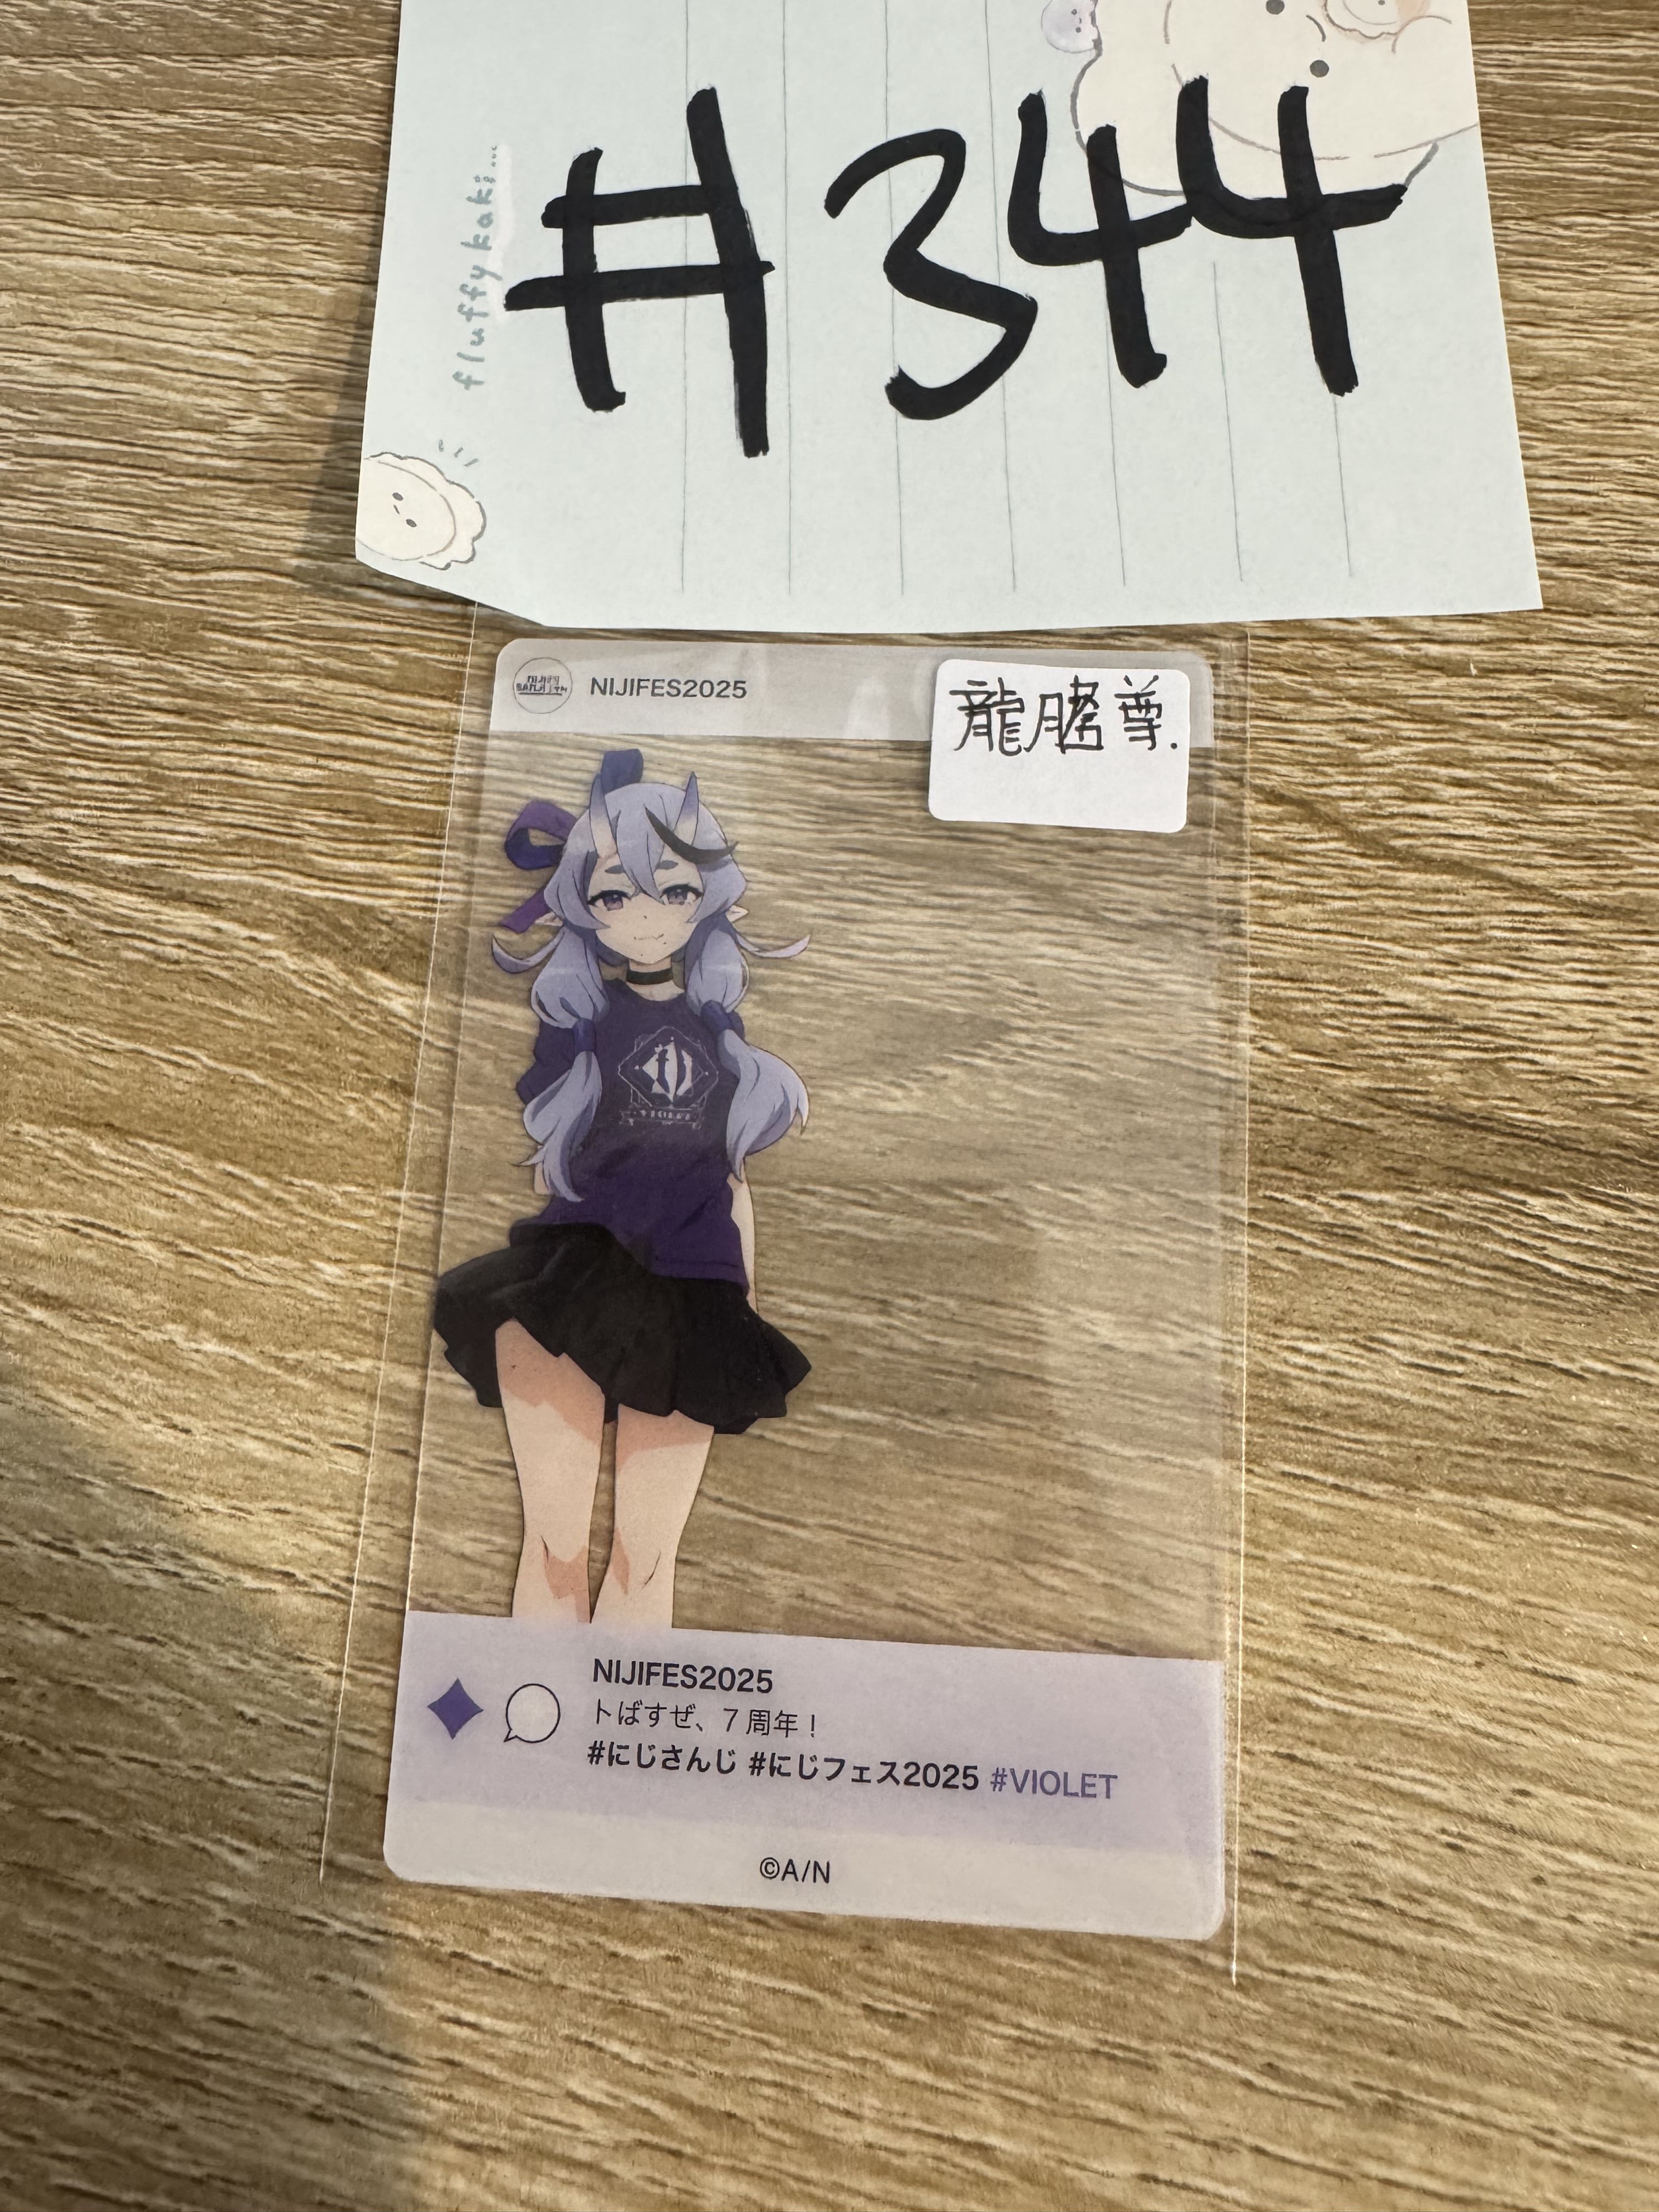 #344
fluffy kaki...
NIJIFES2025
龍膽尊.
NIJIFES2025
トばすぜ、7周年！
#にじさんじ #にじフェス2025 #VIOLET
©A/N